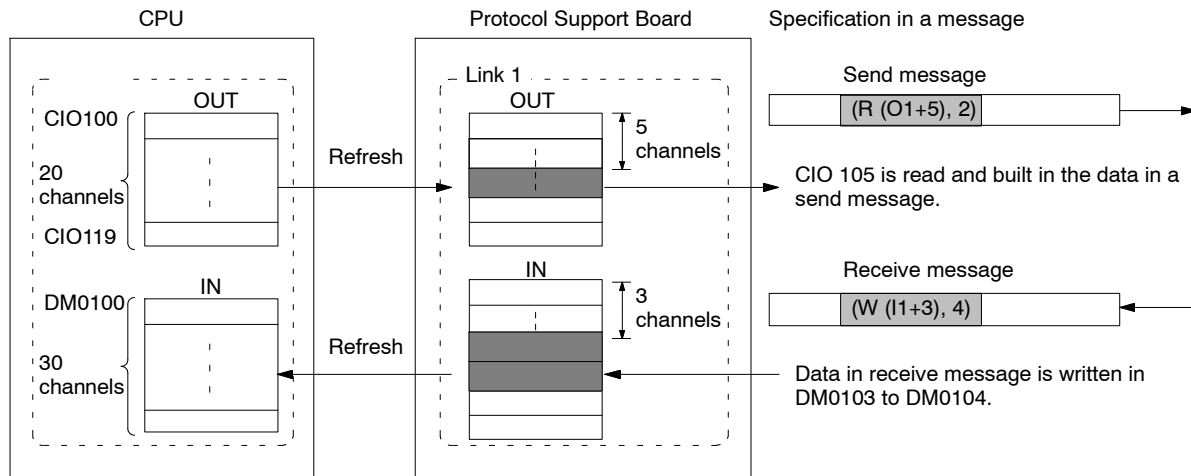 CPU
Protocol Support Board
Specification in a message
Link 1
OUT
CIO100
20
channels
CIO119
Refresh
OUT
5
channels
Send message
(R (O1+5), 2)
CIO 105 is read and built in the data in a
send message.
IN
DM0100
30
channels
Refresh
IN
3
channels
Receive message
(W (I1+3), 4)
Data in receive message is written in
DM0103 to DM0104.